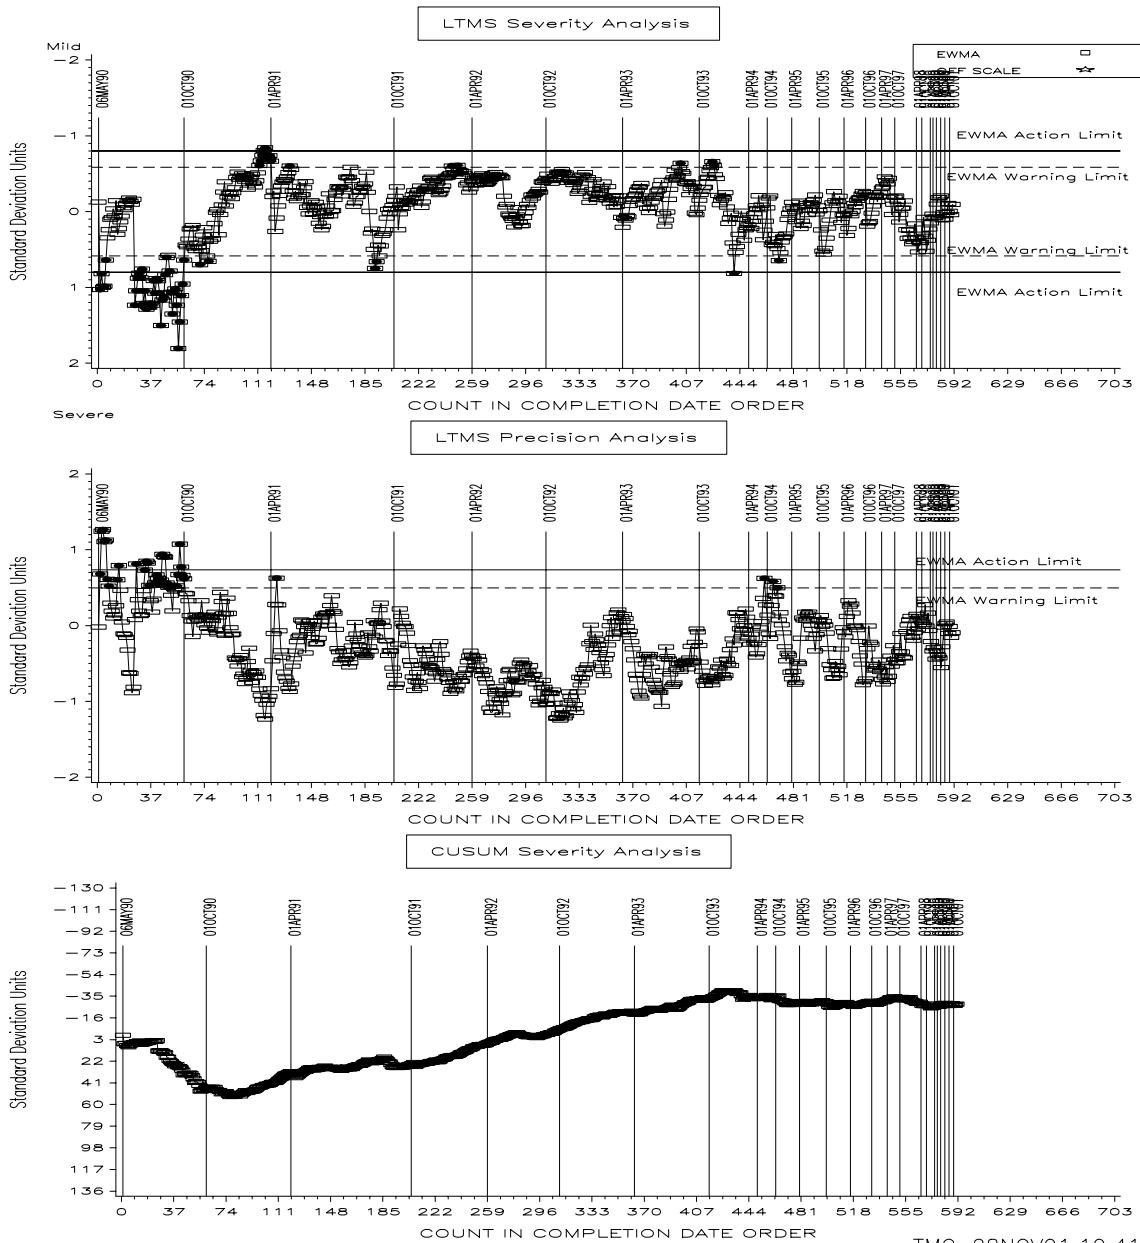 LTMS Severity Analysis
Mild
EWMA
OFF SCALE
06MAY90 01OCT90 01APR91 01OCT91 01APR92 01OCT92 01APR93 01OCT93 01APR94 01OCT94 01APR95 01OCT95 01APR96 01OCT96 01APR97 01OCT97 01APR98
-2
-1
0
1
2
Standard Deviation Units
EWMA Action Limit
EWMA Warning Limit
EWMA Warning Limit
EWMA Action Limit
0 37 74 111 148 185 222 259 296 333 370 407 444 481 518 555 592 629 666 703
COUNT IN COMPLETION DATE ORDER
Severe
LTMS Precision Analysis
06MAY90 01OCT90 01APR91 01OCT91 01APR92 01OCT92 01APR93 01OCT93 01APR94 01OCT94 01APR95 01OCT95 01APR96 01OCT96 01APR97 01OCT97 01APR98
2
1
0
-1
-2
Standard Deviation Units
EWMA Action Limit
EWMA Warning Limit
0 37 74 111 148 185 222 259 296 333 370 407 444 481 518 555 592 629 666 703
COUNT IN COMPLETION DATE ORDER
CUSUM Severity Analysis
06MAY90 01OCT90 01APR91 01OCT91 01APR92 01OCT92 01APR93 01OCT93 01APR94 01OCT94 01APR95 01OCT95 01APR96 01OCT96 01APR97 01OCT97 01APR98
-130
-111
-92
-73
-54
-35
-16
3
22
41
60
79
98
117
136
Standard Deviation Units
0 37 74 111 148 185 222 259 296 333 370 407 444 481 518 555 592 629 666 703
COUNT IN COMPLETION DATE ORDER